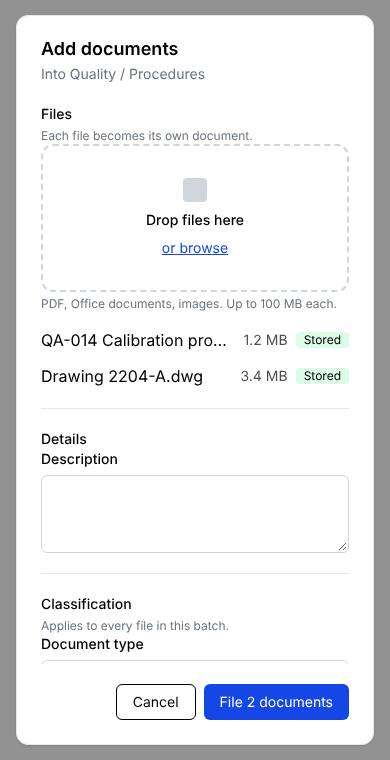 Add documents
Into Quality / Procedures
Files
Each file becomes its own document.
Drop files here
or browse
PDF, Office documents, images. Up to 100 MB each.
QA-014 Calibration pro... 1.2 MB Stored
Drawing 2204-A.dwg 3.4 MB Stored
Details
Description
Classification
Applies to every file in this batch.
Document type
Cancel File 2 documents